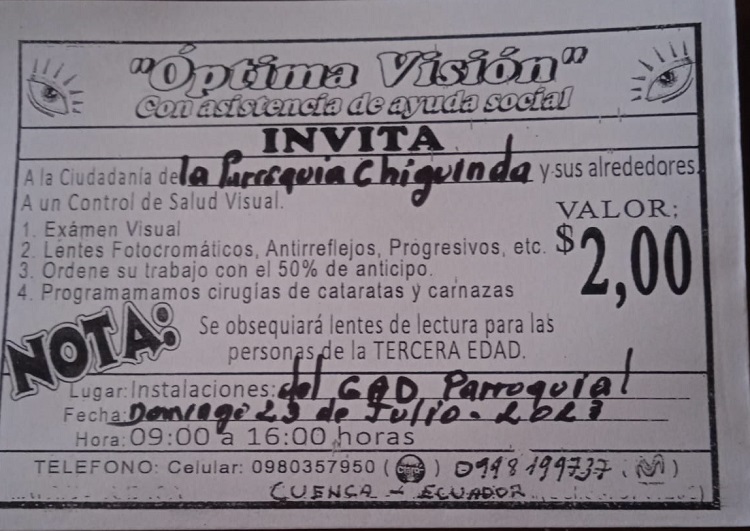 "Óptima Visión"
Con asistencia de ayuda social
INVITA
A la Ciudadanía de la Parroquia Chiguinda y sus alrededores.
A un Control de Salud Visual.
VALOR:
$2,00
1. Exámen Visual
2. Lentes Fotocromáticos, Antirreflejos, Progresivos, etc.
3. Ordene su trabajo con el 50% de anticipo.
4. Programamamos cirugías de cataratas y carnazas
NOTA:
Se obsequiará lentes de lectura para las
personas de la TERCERA EDAD.
Lugar: Instalaciones: del GAD Parroquial
Fecha: Domingo 23 de Julio - 2023
Hora: 09:00 a 16:00 horas
TELEFONO: Celular: 0980357950 (Claro) 0998199737 (M)
CUENCA - ECUADOR